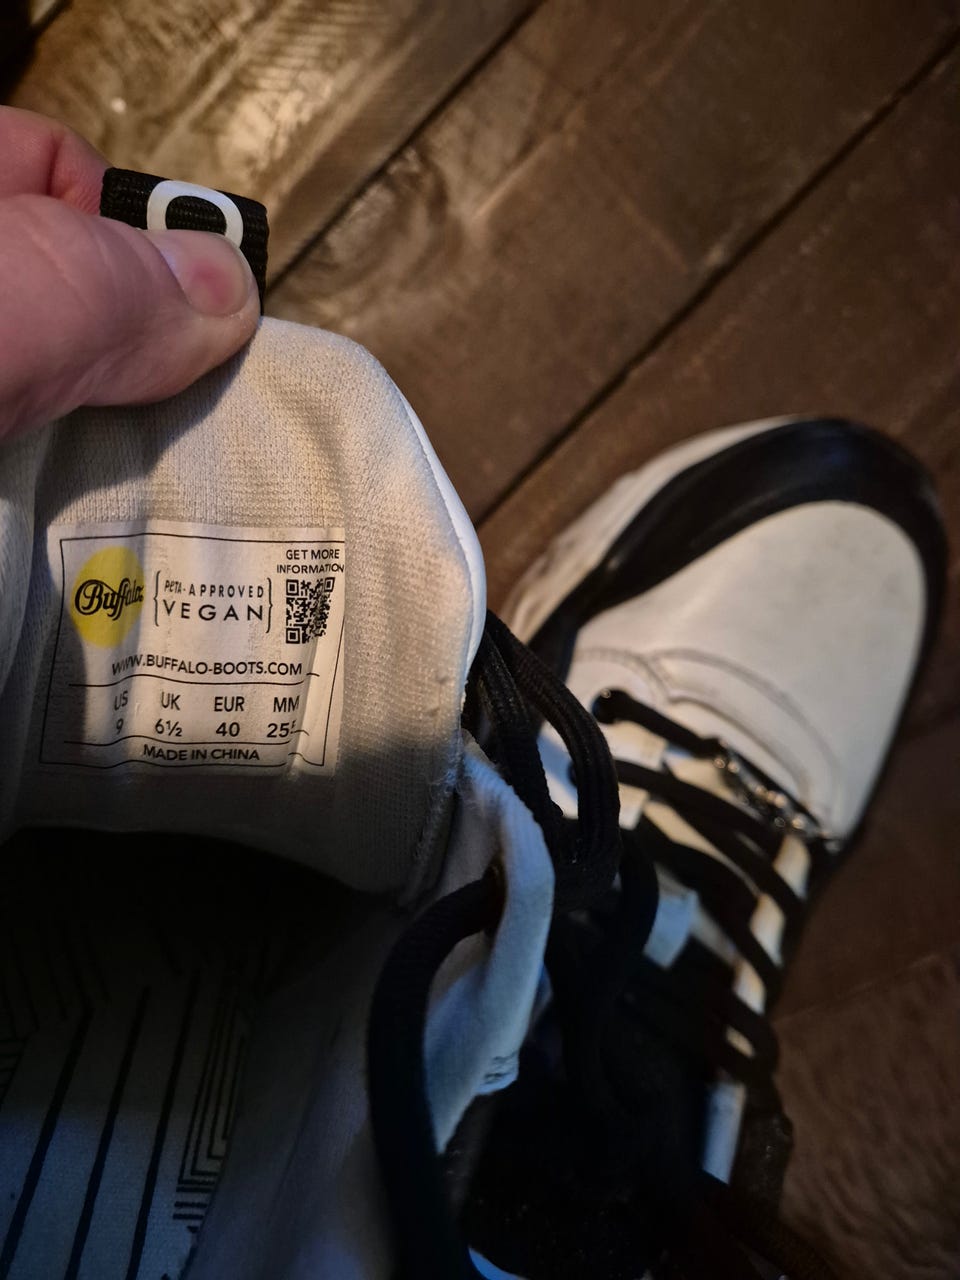 GET MORE
INFORMATION
Buffalo
PETA-APPROVED
VEGAN
WWW.BUFFALO-BOOTS.COM
US UK EUR MM
9 6½ 40 255
MADE IN CHINA